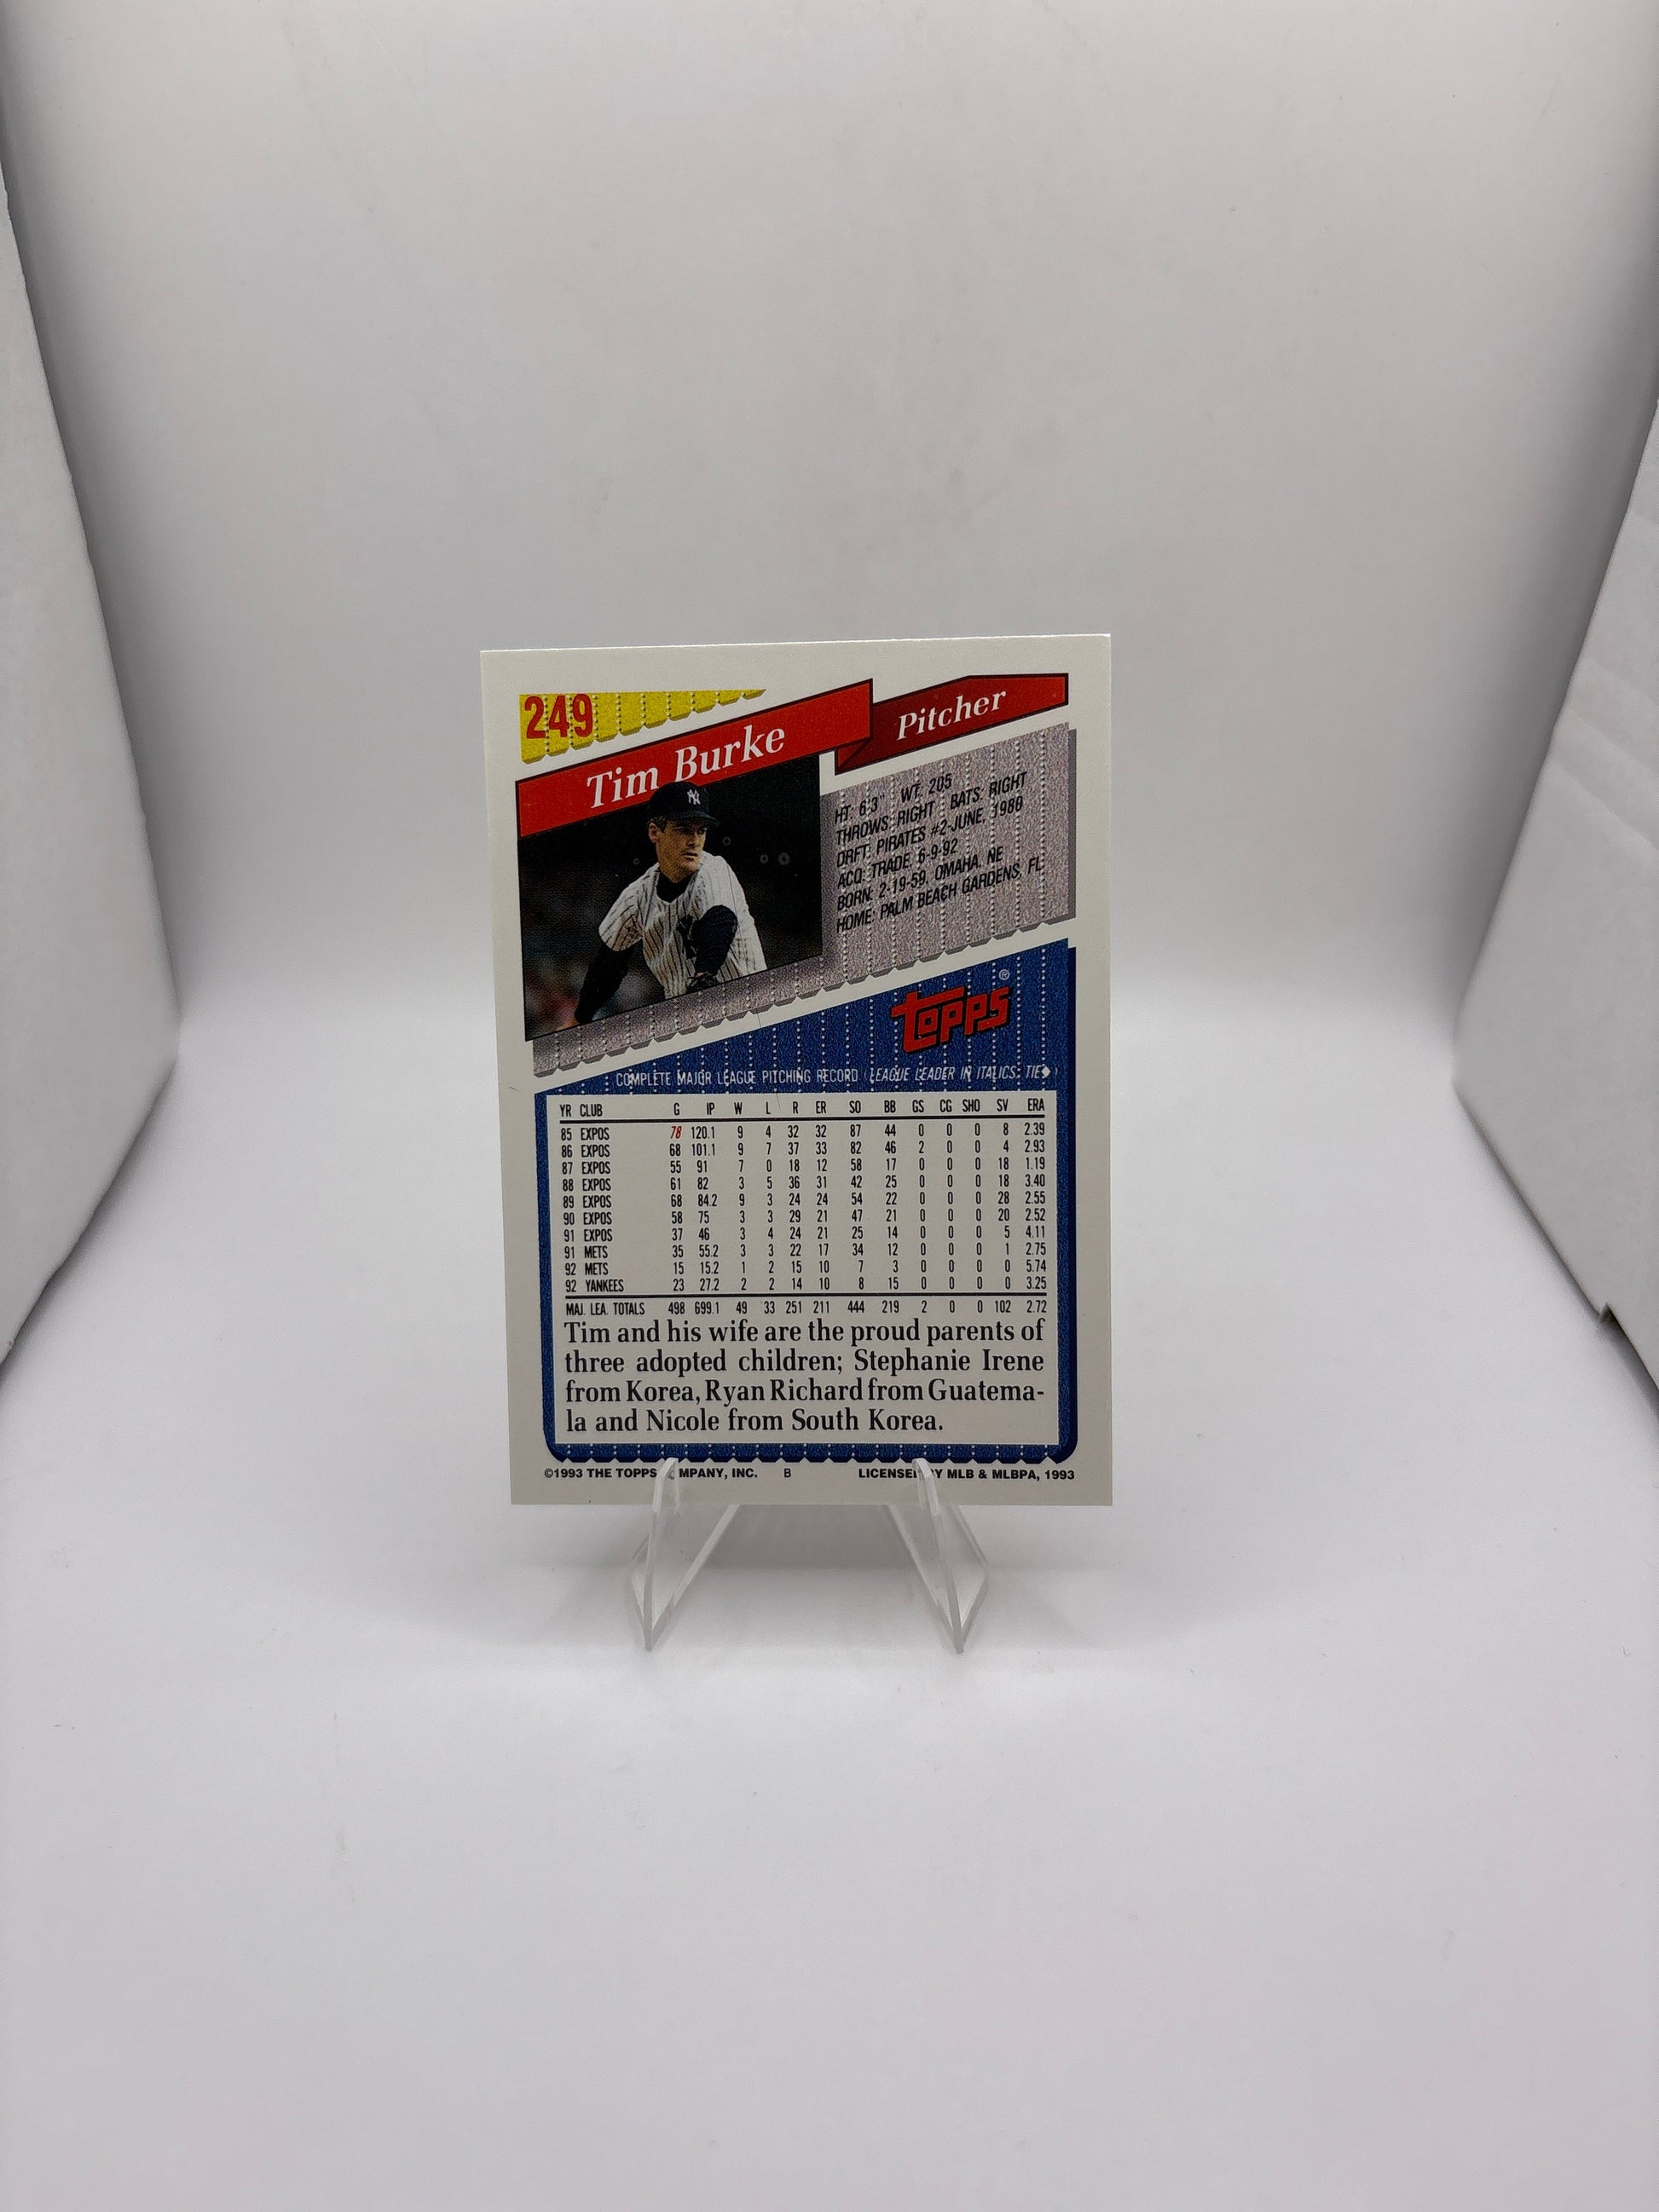 249
Tim Burke
Pitcher
NY
HT: 6'3" WT: 205
THROWS: RIGHT BATS: RIGHT
DRFT: PIRATES #2-JUNE, 1980
ACQ: TRADE, 6-9-92
BORN: 2-19-59, OMAHA, NE
HOME: PALM BEACH GARDENS, FL
topps®
COMPLETE MAJOR LEAGUE PITCHING RECORD (LEAGUE LEADER IN ITALICS: TIE◆)
YR CLUB G IP W L R ER SO BB GS CG SHO SV ERA
85 EXPOS 78 120.1 9 4 32 32 87 44 0 0 0 8 2.39
86 EXPOS 68 101.1 9 7 37 33 82 46 2 0 0 4 2.93
87 EXPOS 55 91 7 0 18 12 58 17 0 0 0 18 1.19
88 EXPOS 61 82 3 5 36 31 42 25 0 0 0 18 3.40
89 EXPOS 68 84.2 9 3 24 24 54 22 0 0 0 28 2.55
90 EXPOS 58 75 3 3 29 21 47 21 0 0 0 20 2.52
91 EXPOS 37 46 3 4 24 21 25 14 0 0 0 5 4.11
91 METS 35 55.2 3 3 22 17 34 12 0 0 0 1 2.75
92 METS 15 15.2 1 2 15 10 7 3 0 0 0 0 5.74
92 YANKEES 23 27.2 2 2 14 10 8 15 0 0 0 0 3.25
MAJ. LEA. TOTALS 498 699.1 49 33 251 211 444 219 2 0 0 102 2.72
Tim and his wife are the proud parents of
three adopted children; Stephanie Irene
from Korea, Ryan Richard from Guatema-
la and Nicole from South Korea.
©1993 THE TOPPS COMPANY, INC. B LICENSED BY MLB & MLBPA, 1993